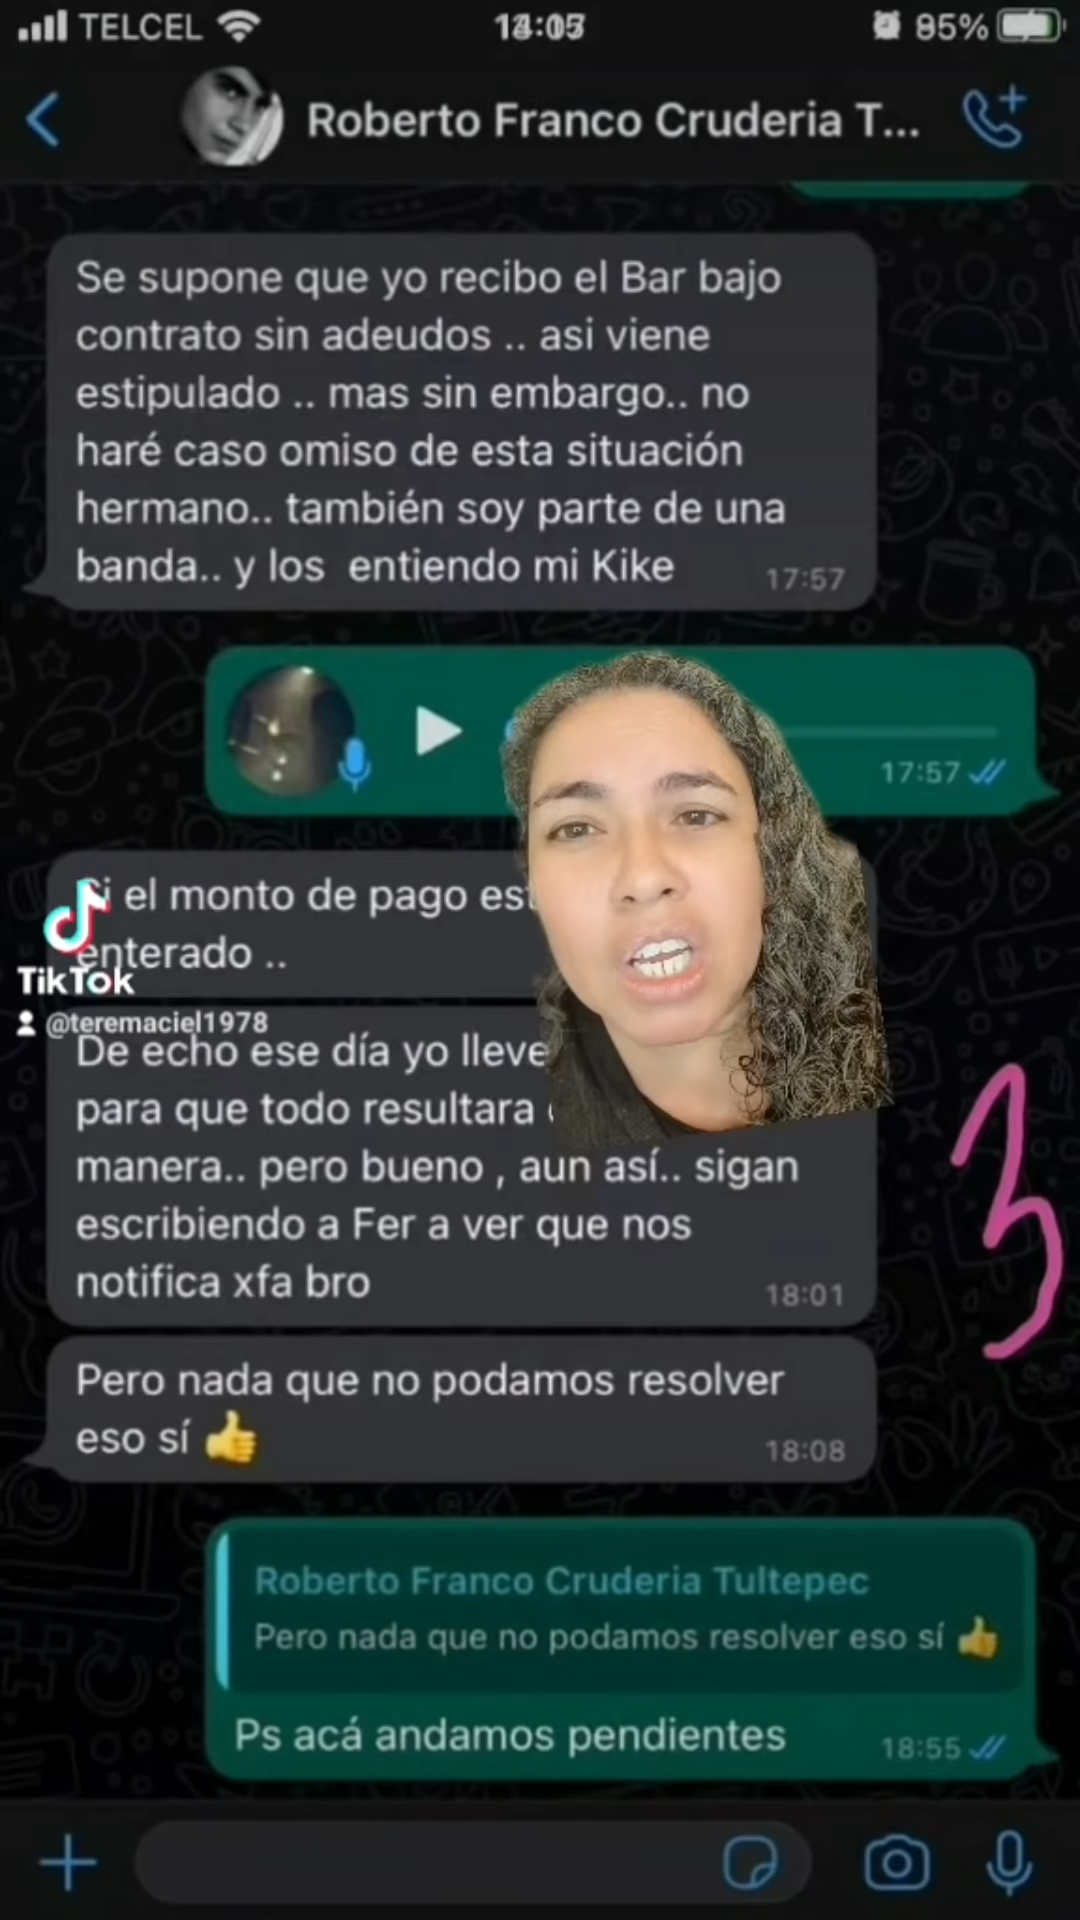 TELCEL
85%
Roberto Franco Cruderia T...
Se supone que yo recibo el Bar bajo
contrato sin adeudos .. asi viene
estipulado .. mas sin embargo.. no
haré caso omiso de esta situación
hermano.. también soy parte de una
banda.. y los entiendo mi Kike
17:57
17:57
el monto de pago
enterado ..
TikTok
@teremaciel1978
De echo ese día yo lleve
para que todo resultara
manera.. pero bueno , aun así.. sigan
escribiendo a Fer a ver que nos
notifica xfa bro
18:01
3
Pero nada que no podamos resolver
eso sí 👍
18:08
Roberto Franco Cruderia Tultepec
Pero nada que no podamos resolver eso sí 👍
Ps acá andamos pendientes
18:55